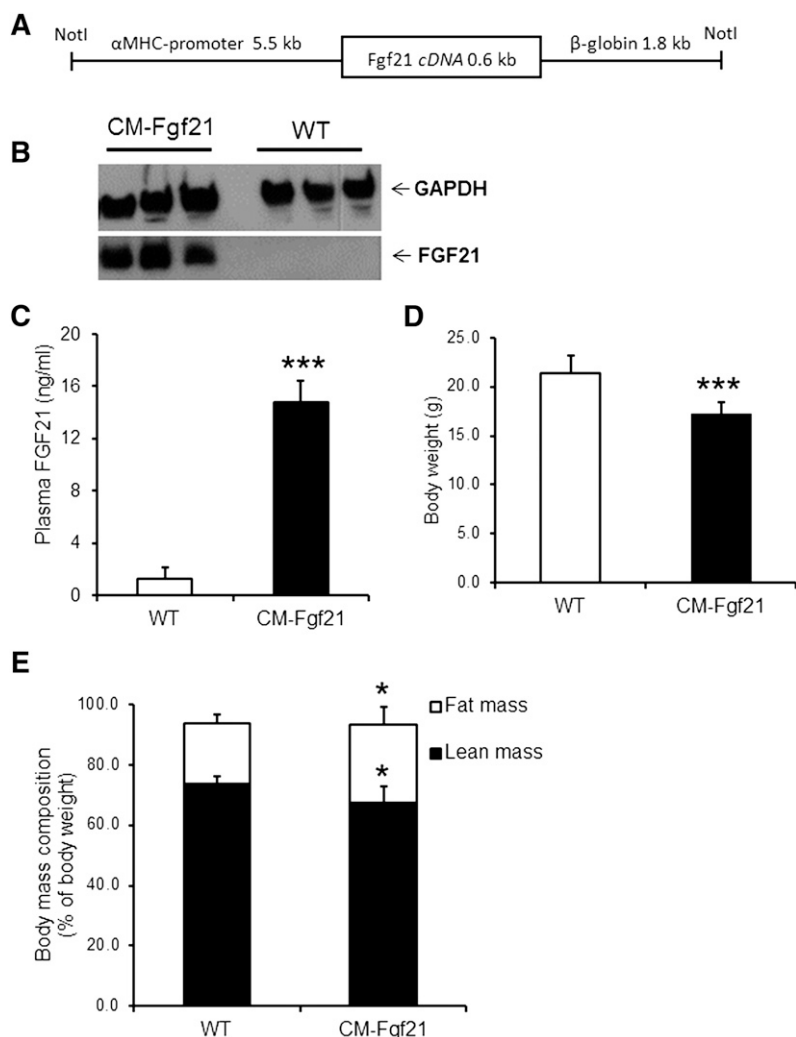 A
NotI αMHC-promoter 5.5 kb Fgf21 cDNA 0.6 kb β-globin 1.8 kb NotI
B
CM-Fgf21 WT
← GAPDH
← FGF21
C
Plasma FGF21 (ng/ml)
20
16
12
8
4
0
***
WT CM-Fgf21
D
Body weight (g)
25.0
20.0
15.0
10.0
5.0
0.0
***
WT CM-Fgf21
E
Body mass composition
(% of body weight)
100.0
80.0
60.0
40.0
20.0
0.0
*
*
Fat mass
Lean mass
WT CM-Fgf21